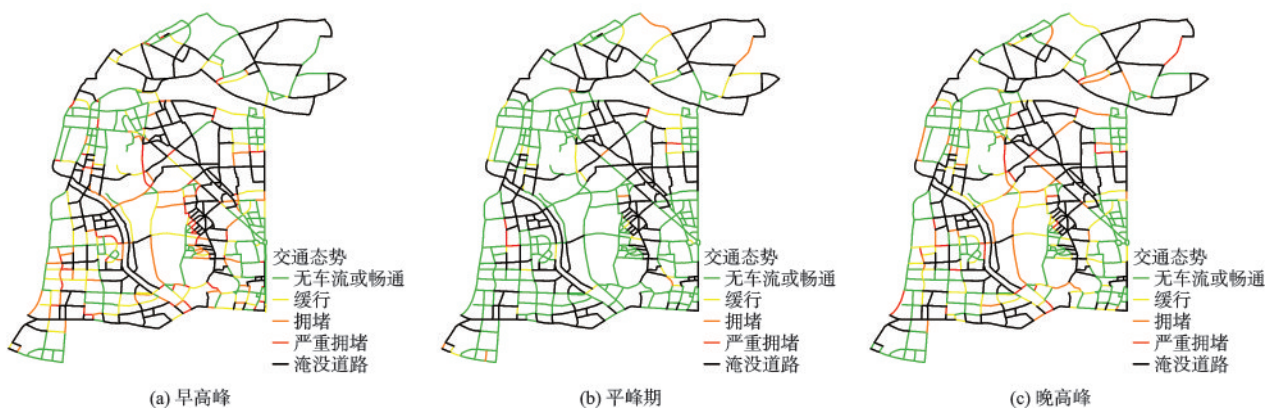 交通态势
无车流或畅通
缓行
拥堵
严重拥堵
淹没道路
(a) 早高峰
交通态势
无车流或畅通
缓行
拥堵
严重拥堵
淹没道路
(b) 平峰期
交通态势
无车流或畅通
缓行
拥堵
严重拥堵
淹没道路
(c) 晚高峰